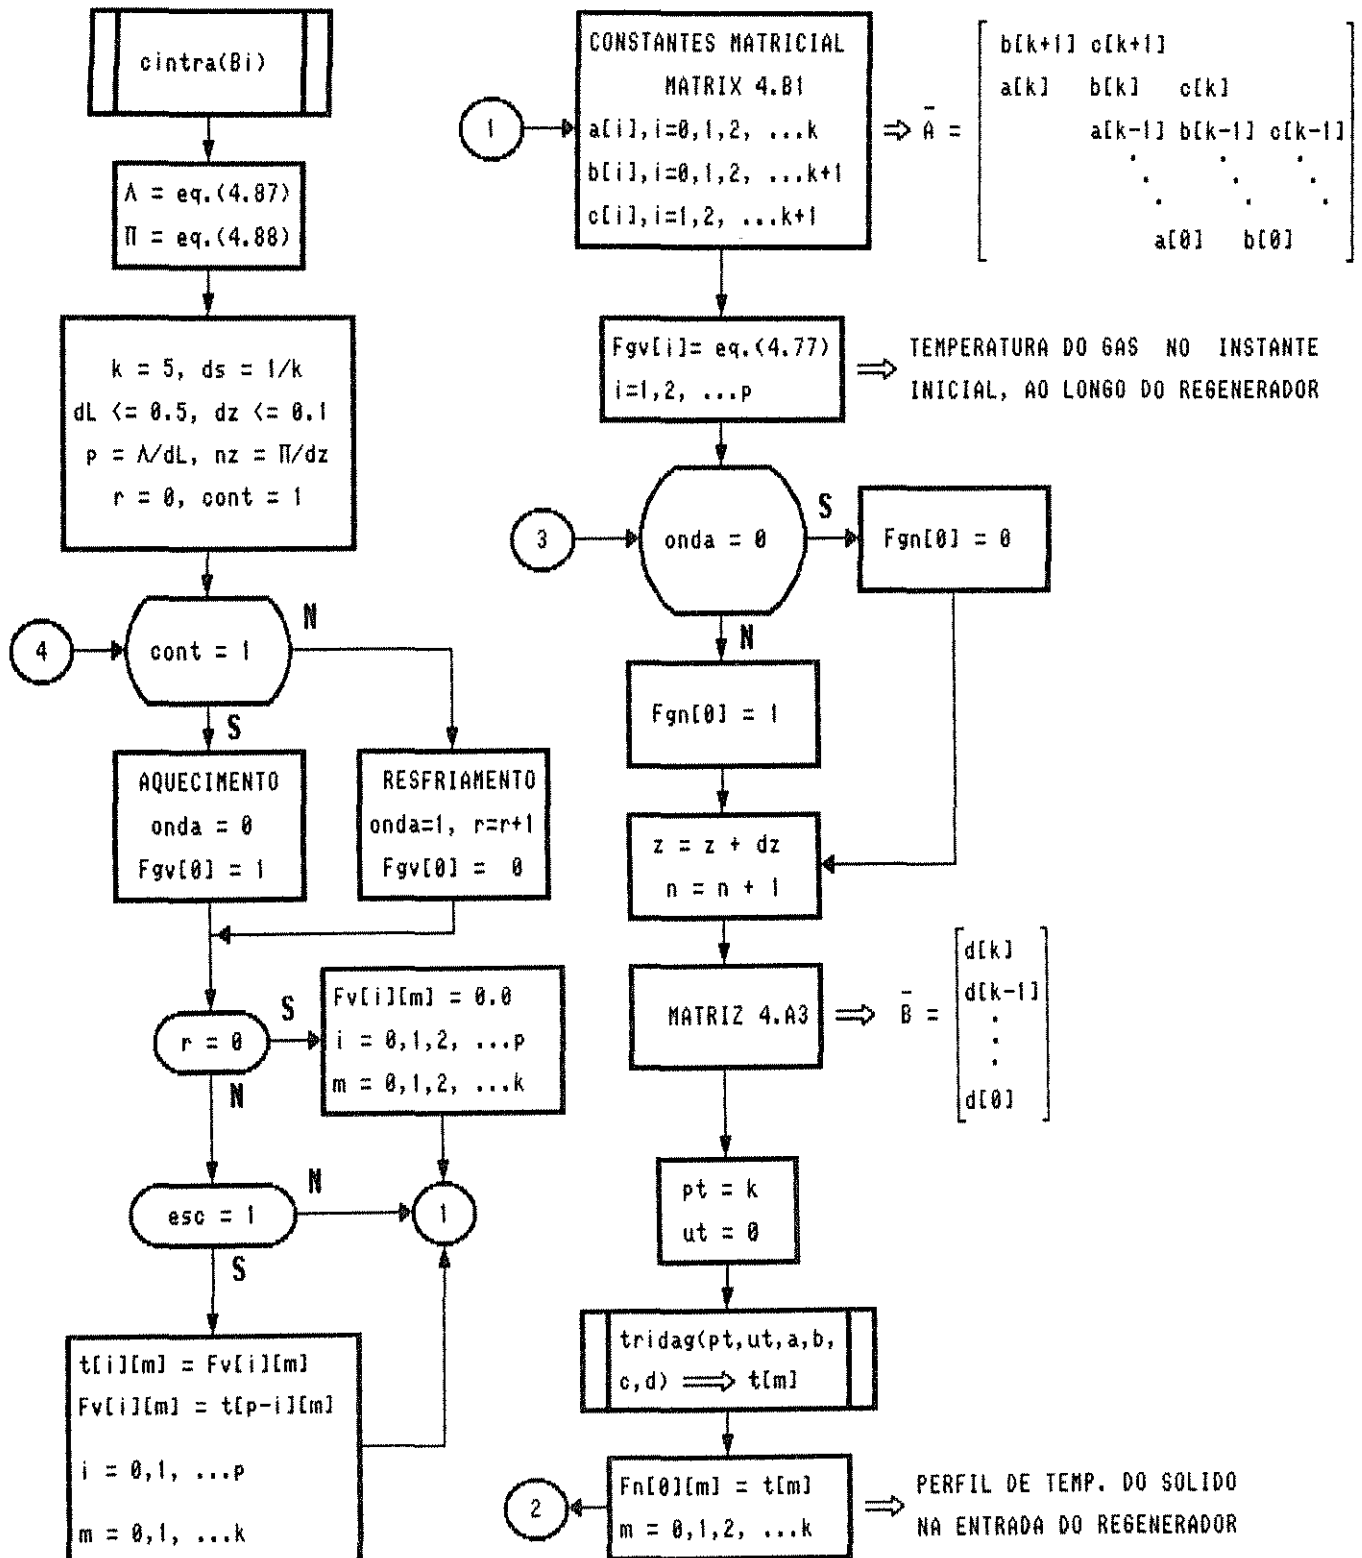 cintra(Bi)
Λ = eq.(4.87)
Π = eq.(4.88)
k = 5, ds = 1/k
dL <= 0.5, dz <= 0.1
p = Λ/dL, nz = Π/dz
r = 0, cont = 1
4
cont = 1
N
S
AQUECIMENTO
onda = 0
Fgv[0] = 1
RESFRIAMENTO
onda=1, r=r+1
Fgv[0] = 0
r = 0
S
N
Fv[i][m] = 0.0
i = 0,1,2, ...p
m = 0,1,2, ...k
esc = 1
N
1
S
t[i][m] = Fv[i][m]
Fv[i][m] = t[p-i][m]
i = 0,1, ...p
m = 0,1, ...k
1
CONSTANTES MATRICIAL
MATRIX 4.B1
a[i],i=0,1,2, ...k
b[i],i=0,1,2, ...k+1
c[i],i=1,2, ...k+1
⇒ Ā =
b[k+1] c[k+1]
a[k] b[k] c[k]
a[k-1] b[k-1] c[k-1]
. . .
. . .
. . .
a[0] b[0]
Fgv[i]= eq.(4.77)
i=1,2, ...p
⇒ TEMPERATURA DO GAS NO INSTANTE
INICIAL, AO LONGO DO REGENERADOR
3
onda = 0
S
Fgn[0] = 0
N
Fgn[0] = 1
z = z + dz
n = n + 1
MATRIZ 4.A3
⇒ B̄ =
d[k]
d[k-1]
.
.
.
d[0]
pt = k
ut = 0
tridag(pt,ut,a,b,
c,d) ⟹ t[m]
2
Fn[0][m] = t[m]
m = 0,1,2, ...k
⇒ PERFIL DE TEMP. DO SOLIDO
NA ENTRADA DO REGENERADOR